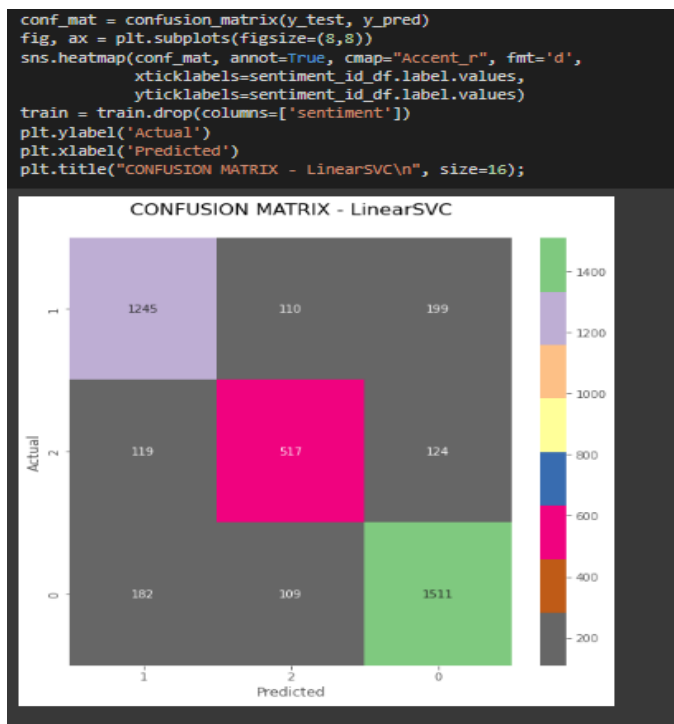 conf_mat = confusion_matrix(y_test, y_pred)
fig, ax = plt.subplots(figsize=(8,8))
sns.heatmap(conf_mat, annot=True, cmap="Accent_r", fmt='d',
            xticklabels=sentiment_id_df.label.values,
            yticklabels=sentiment_id_df.label.values)
train = train.drop(columns=['sentiment'])
plt.ylabel('Actual')
plt.xlabel('Predicted')
plt.title("CONFUSION MATRIX - LinearSVC\n", size=16);
CONFUSION MATRIX - LinearSVC
1 1245 110 199
2 119 517 124
0 182 109 1511
1 2 0
Actual
Predicted
1400
1200
1000
800
600
400
200